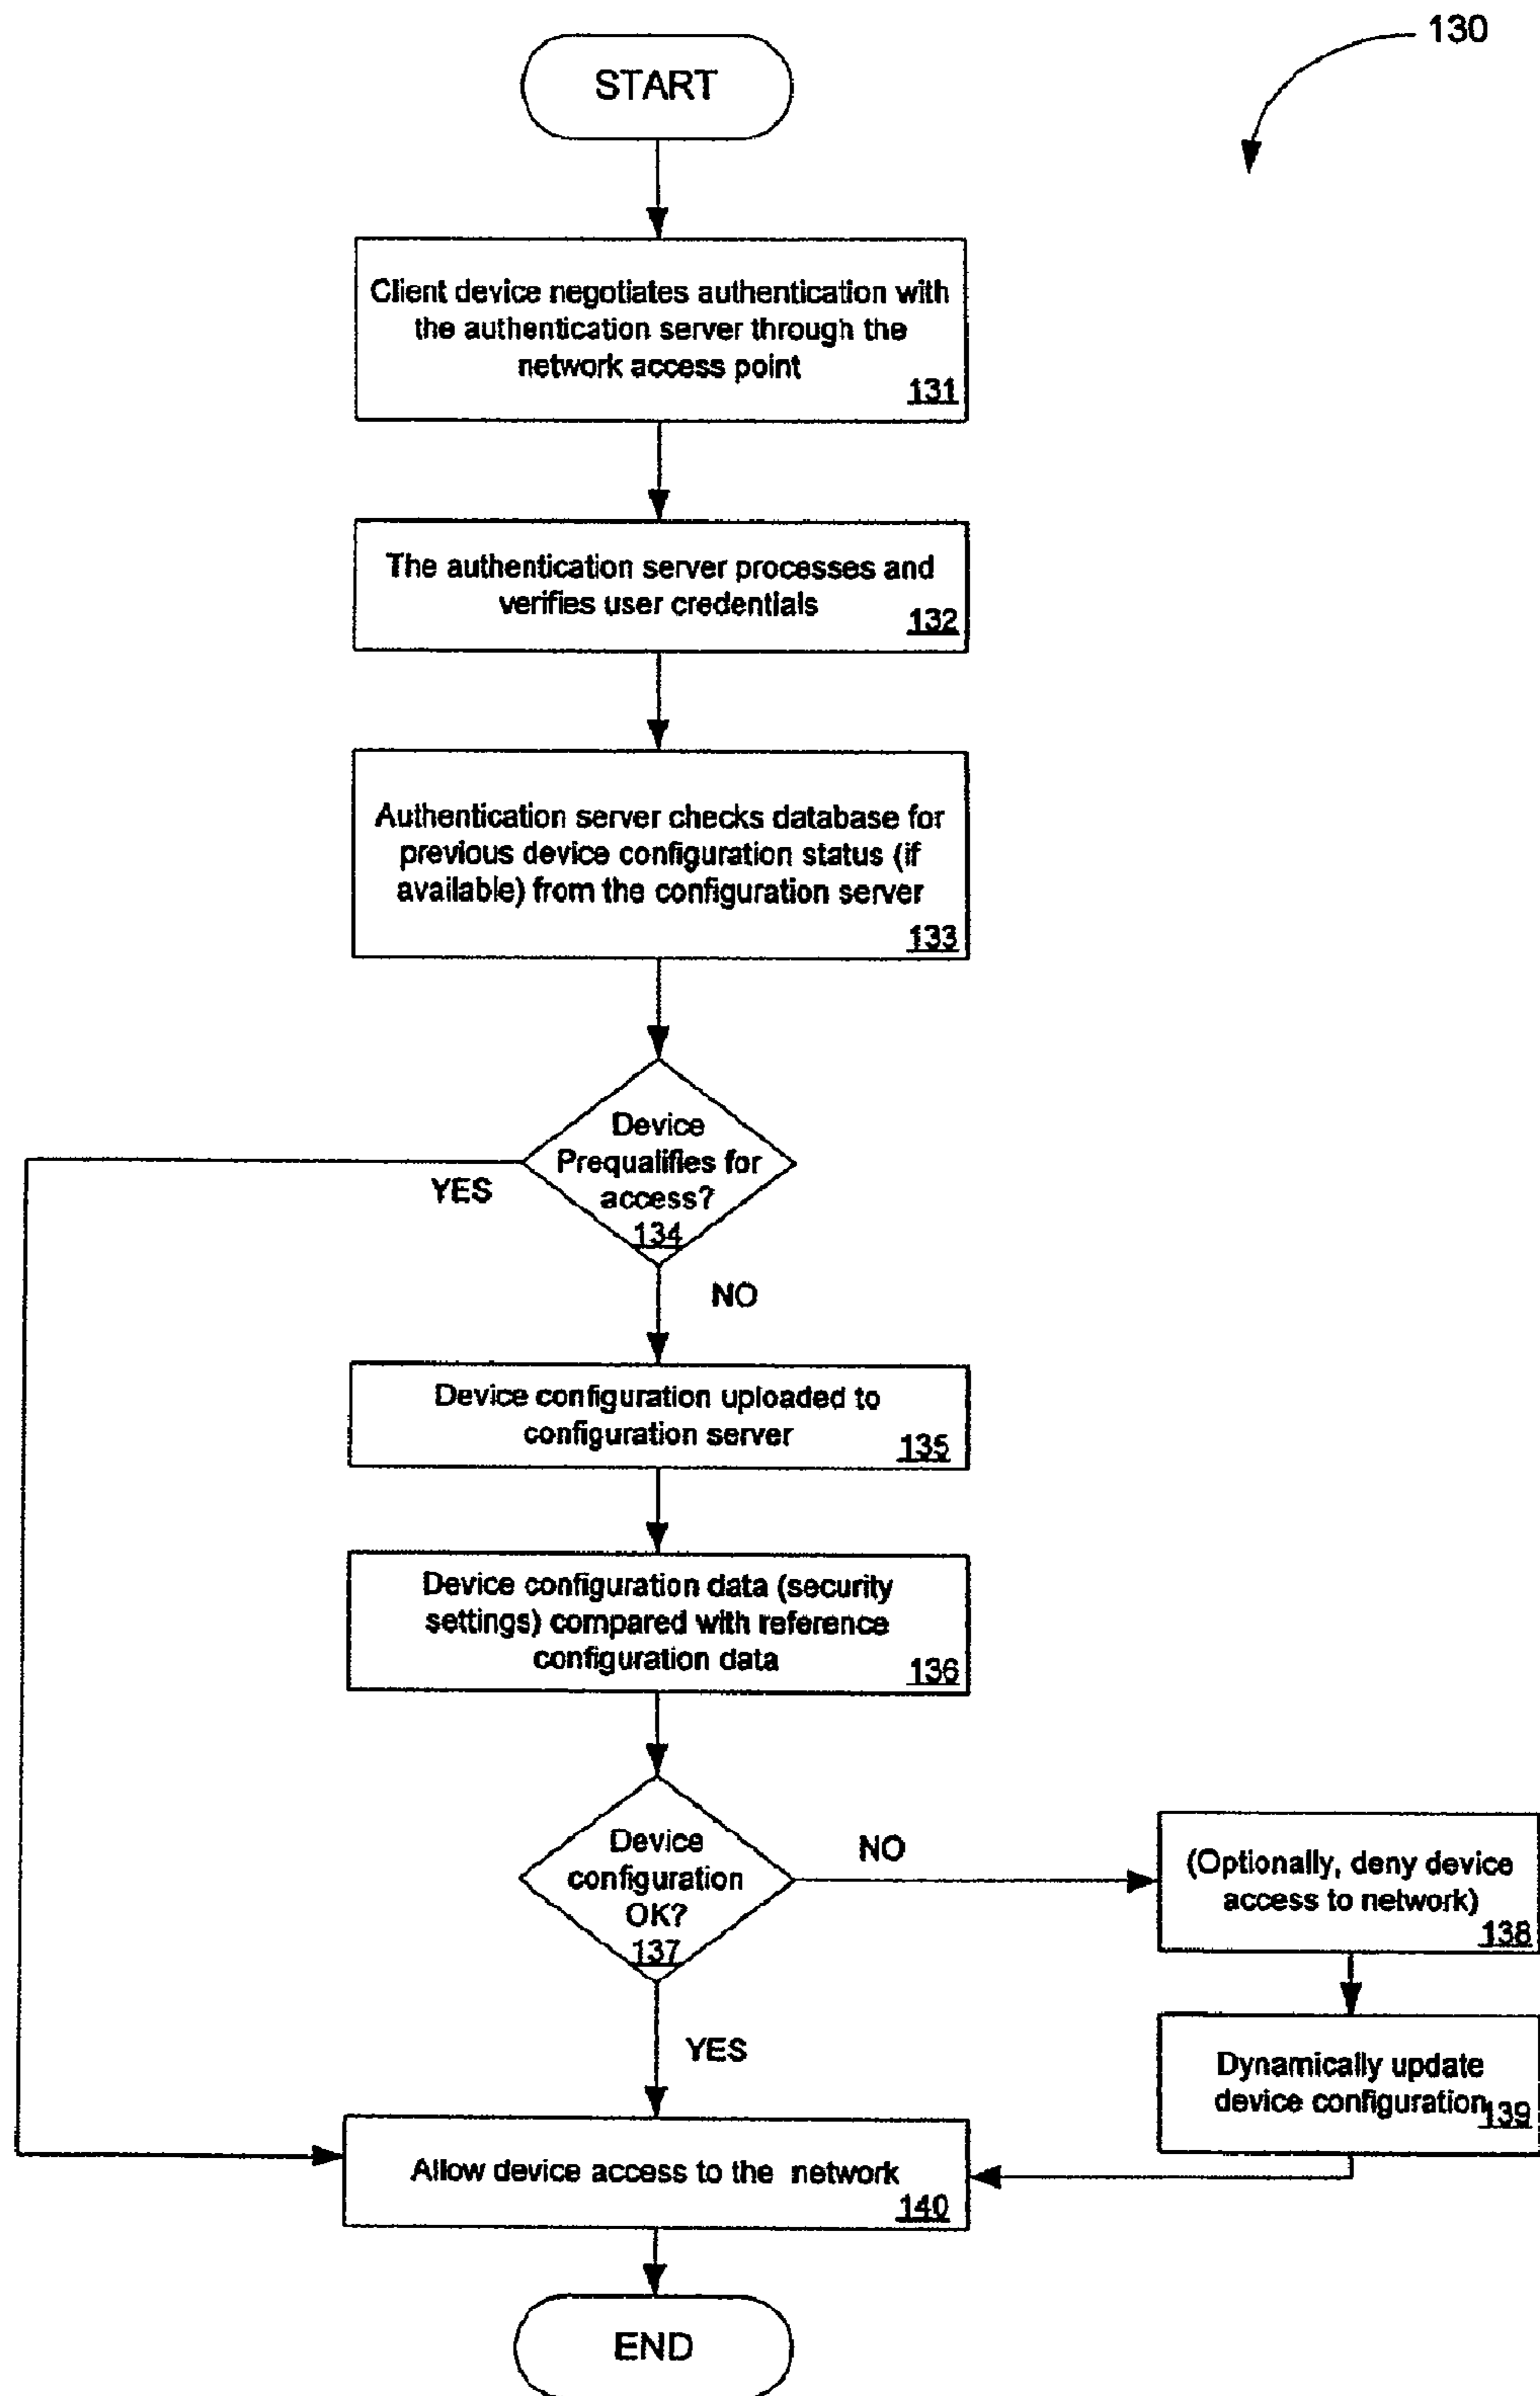 130
START
Client device negotiates authentication with
the authentication server through the
network access point
131
The authentication server processes and
verifies user credentials
132
Authentication server checks database for
previous device configuration status (if
available) from the configuration server
133
Device
Prequalifies for
access?
134
YES
NO
Device configuration uploaded to
configuration server
135
Device configuration data (security
settings) compared with reference
configuration data
136
Device
configuration
OK?
137
NO
(Optionally, deny device
access to network)
138
YES
Dynamically update
device configuration
139
Allow device access to the network
140
END